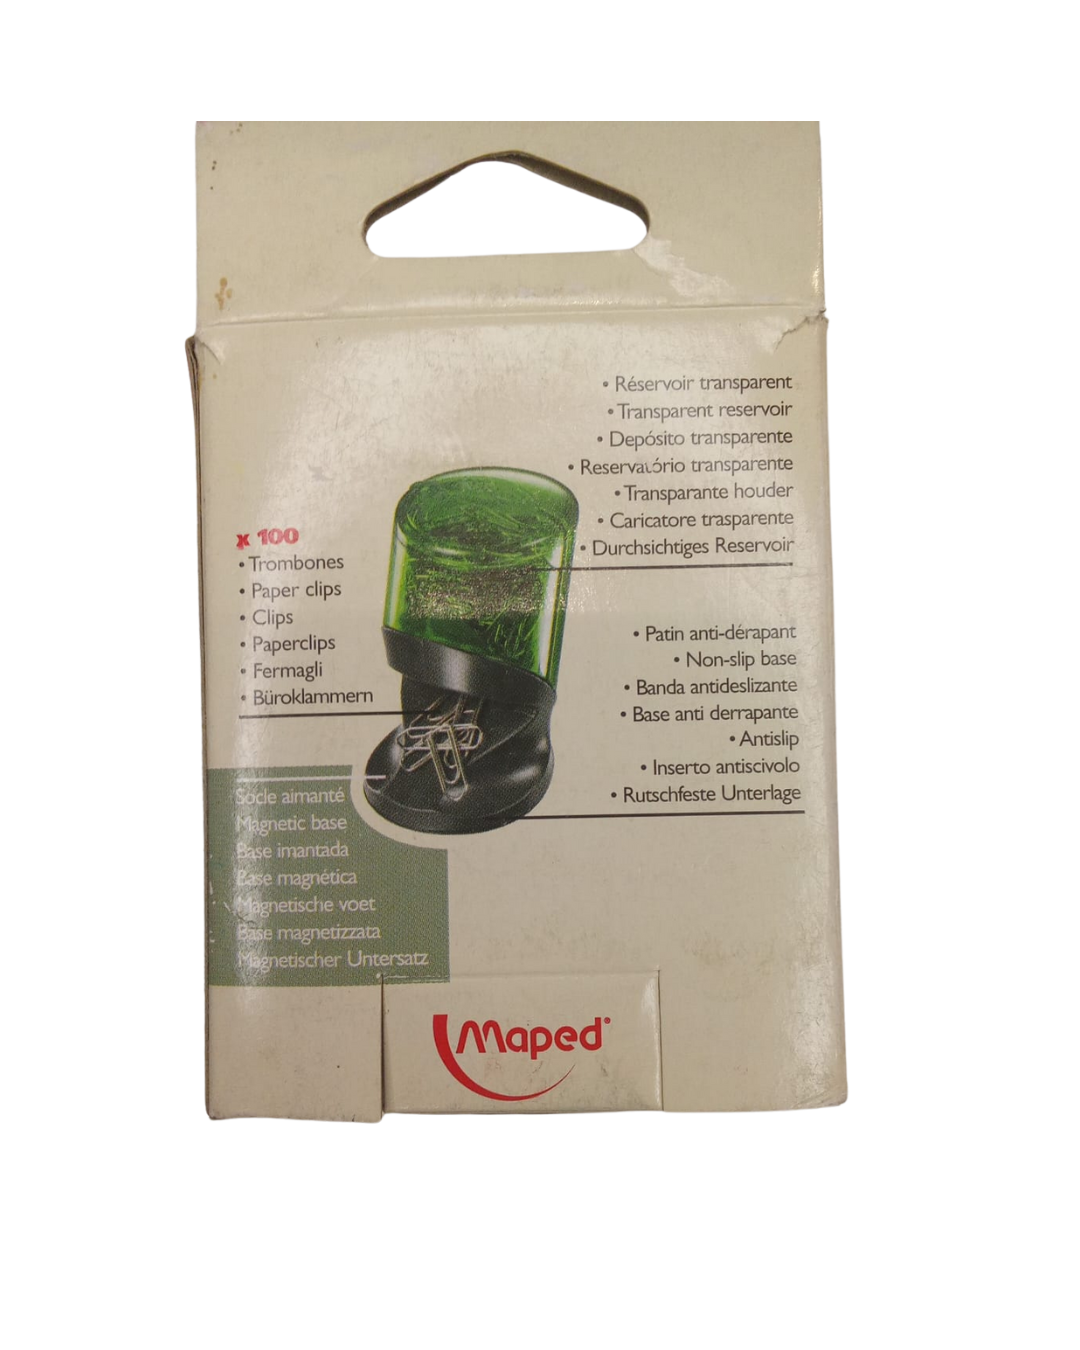 • Réservoir transparent
• Transparent reservoir
• Depósito transparente
• Reservatório transparente
• Transparante houder
• Caricatore trasparente
• Durchsichtiges Reservoir
x 100
• Trombones
• Paper clips
• Clips
• Paperclips
• Fermagli
• Büroklammern
• Patin anti-dérapant
• Non-slip base
• Banda antideslizante
• Base anti derrapante
• Antislip
• Inserto antiscivolo
• Rutschfeste Unterlage
Socle aimanté
Magnetic base
Base imantada
Base magnética
Magnetische voet
Base magnetizzata
Magnetischer Untersatz
Maped®